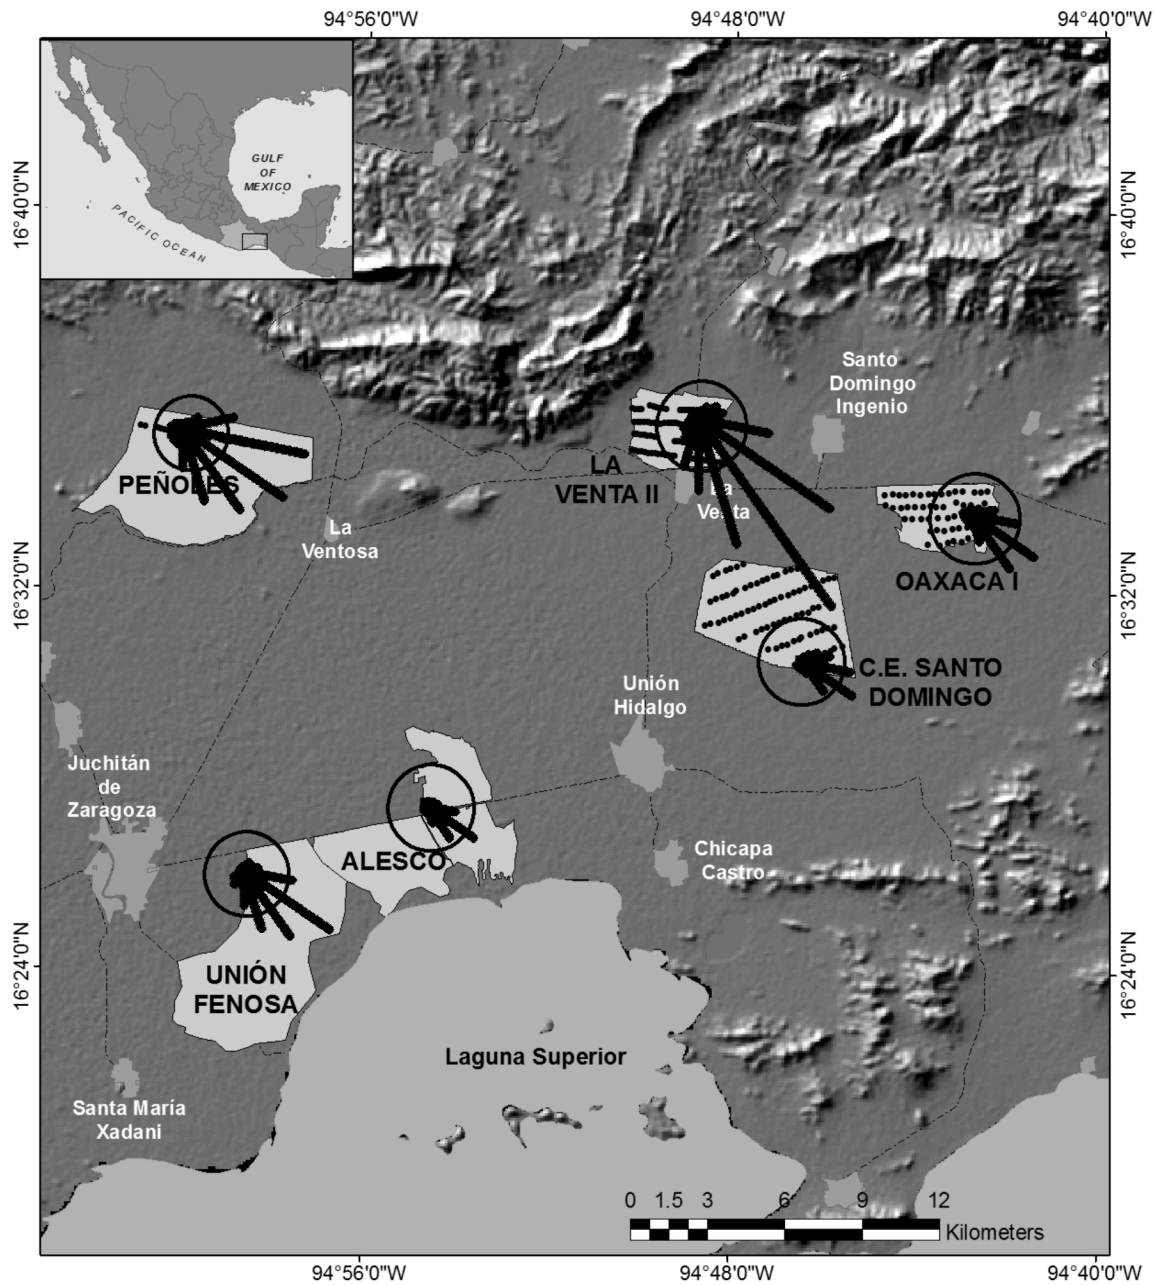 94°56'0"W
94°48'0"W
94°40'0"W
16°40'0"N
16°40'0"N
GULF
OF
MEXICO
PACIFIC OCEAN
Santo
Domingo
Ingenio
PEÑOLES
LA
VENTA II
La
Venta
La
Ventosa
OAXACA I
16°32'0"N
16°32'0"N
C.E. SANTO
DOMINGO
Unión
Hidalgo
Juchitán
de
Zaragoza
ALESCO
Chicapa
Castro
16°24'0"N
16°24'0"N
UNIÓN
FENOSA
Laguna Superior
Santa María
Xadani
0 1.5 3 6 9 12
Kilometers
94°56'0"W
94°48'0"W
94°40'0"W